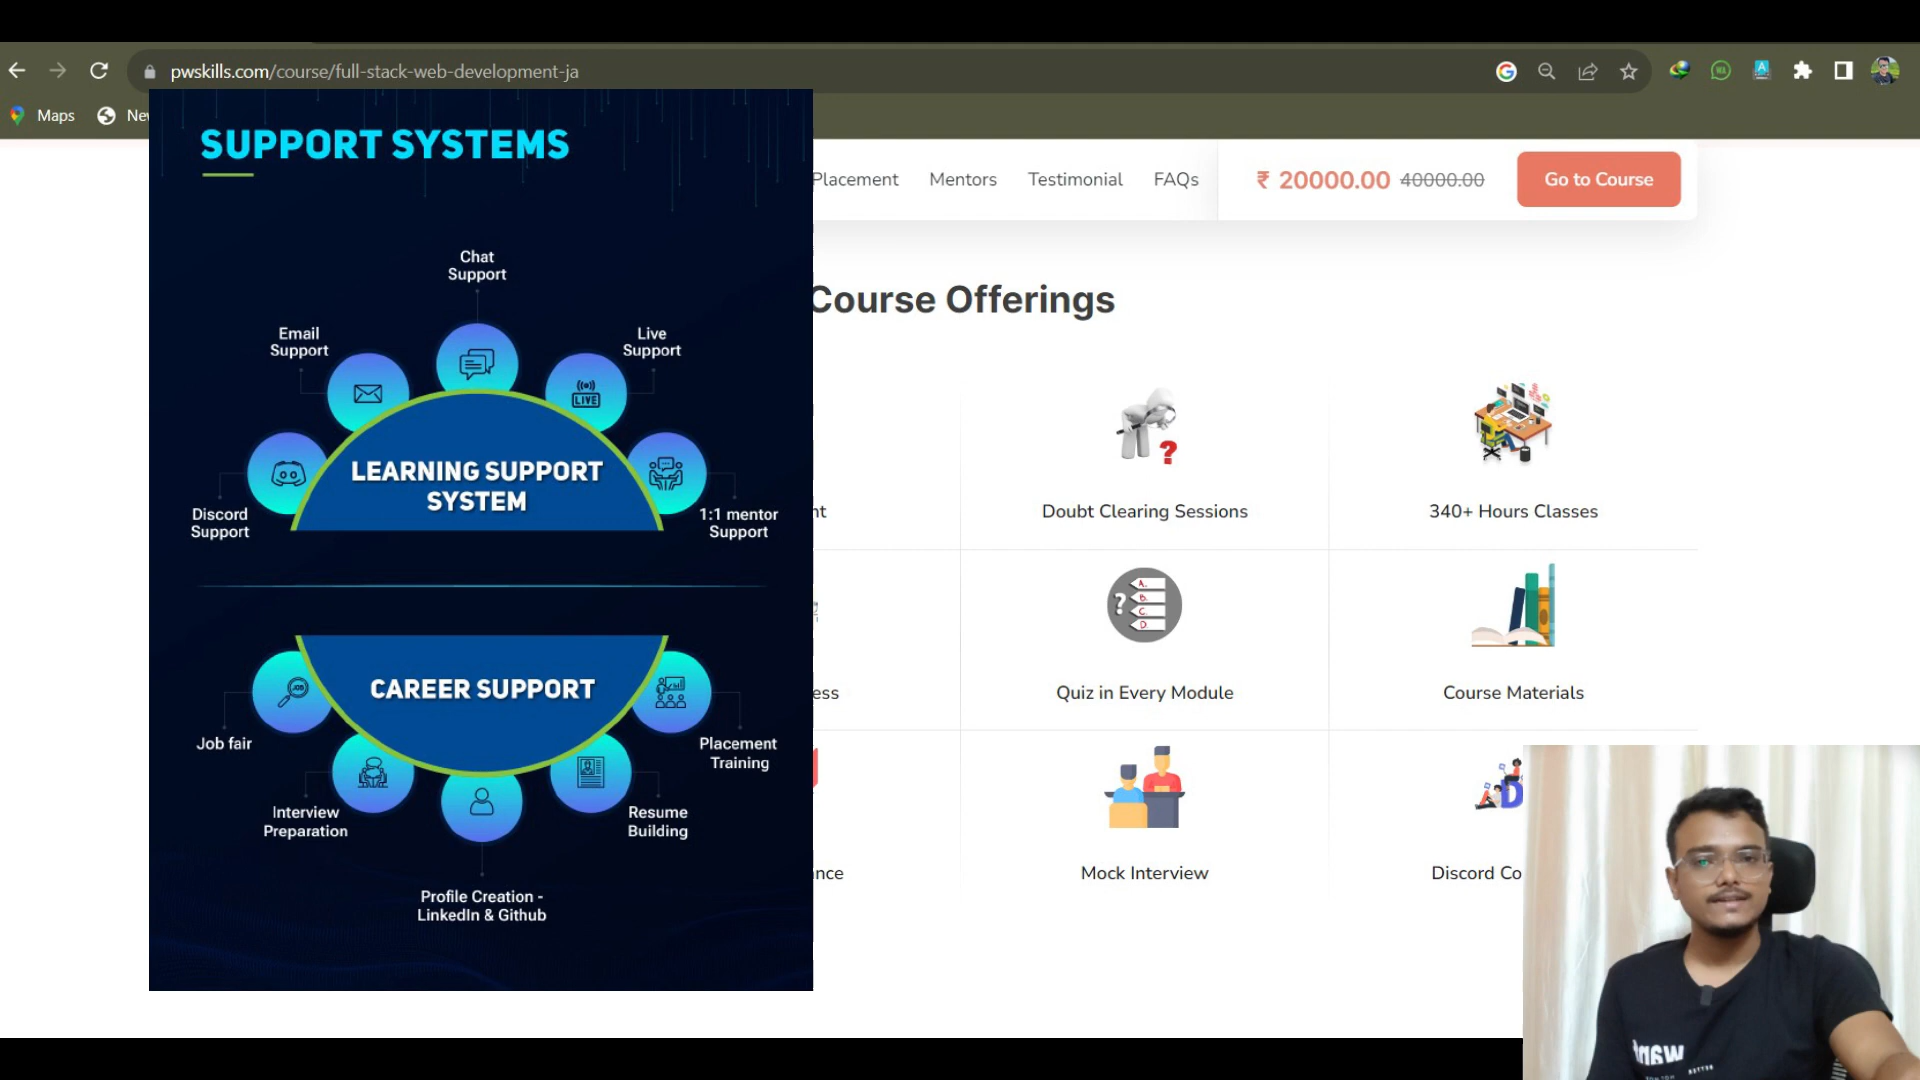 pwskills.com/course/full-stack-web-development-ja
Maps
SUPPORT SYSTEMS
Placement Mentors Testimonial FAQs ₹ 20000.00 40000.00 Go to Course
Chat
Support
Email
Support
Live
Support
LIVE
LEARNING SUPPORT
SYSTEM
Discord
Support
1:1 mentor
Support
CAREER SUPPORT
JOB
Job fair
Placement
Training
Interview
Preparation
Resume
Building
Profile Creation -
LinkedIn & Github
Course Offerings
Doubt Clearing Sessions
340+ Hours Classes
? A. B. C. D.
Quiz in Every Module
Course Materials
Mock Interview
Discord Co
want